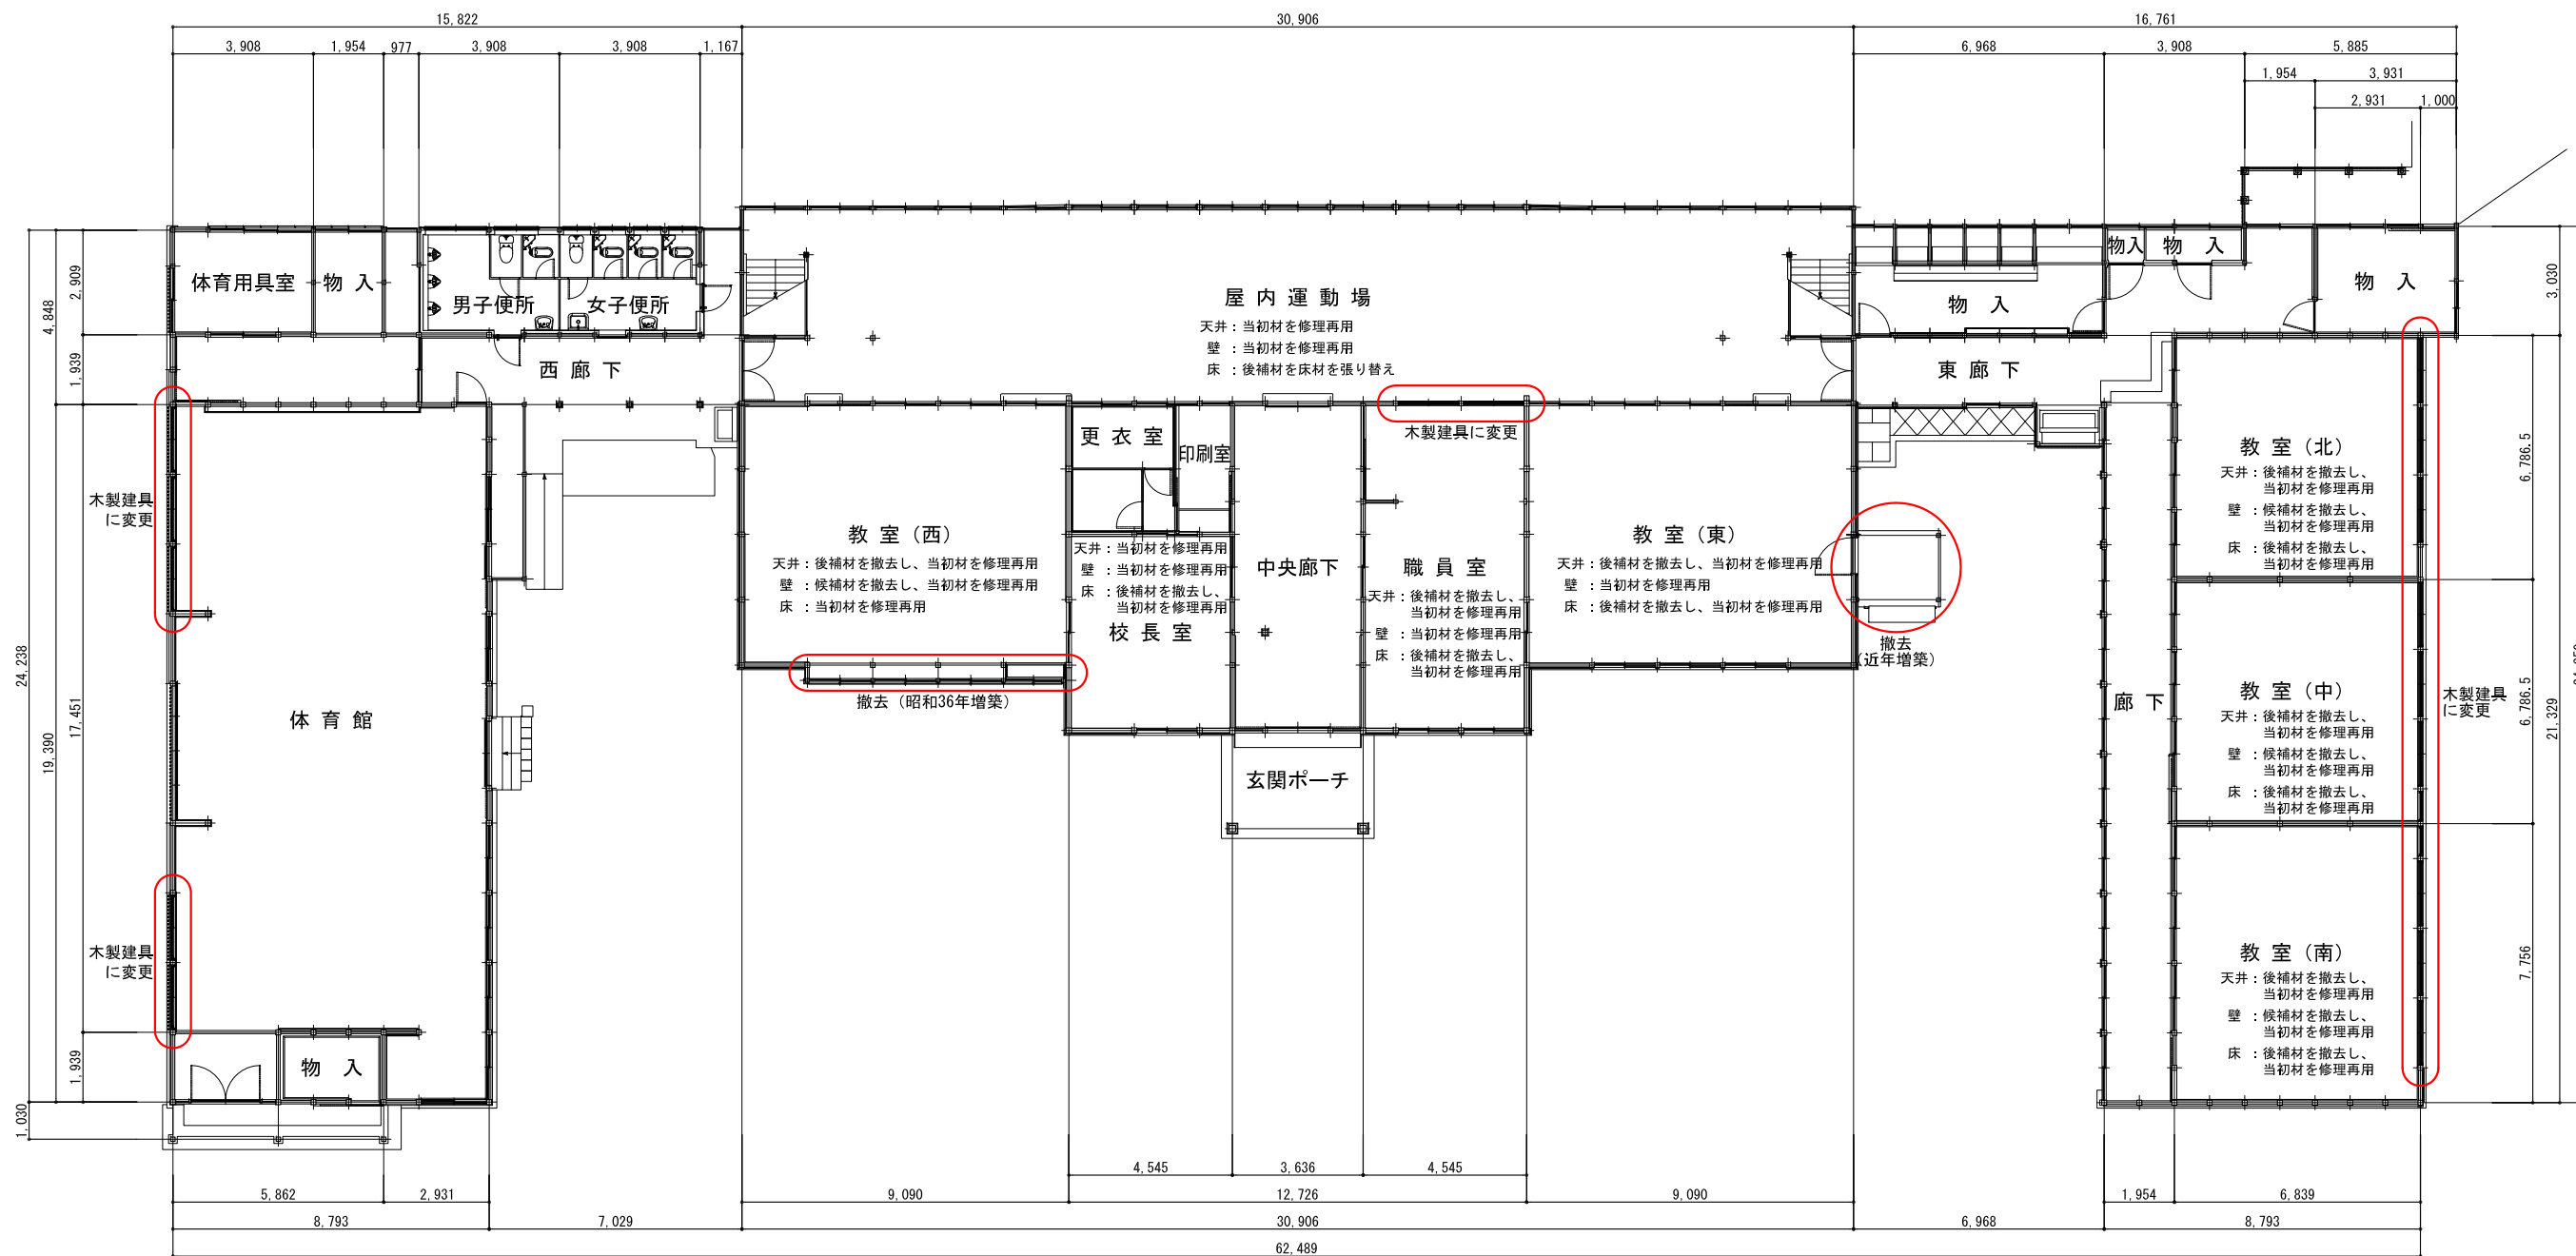 15,822
30,906
16,761
3,908
1,954
977
3,908
3,908
1,167
6,968
3,908
5,885
1,954
3,931
2,931
1,000
体育用具室
物 入
男子便所
女子便所
西 廊 下
屋 内 運 動 場
天井：当初材を修理再用
壁 ：当初材を修理再用
床 ：後補材を床材を張り替え
物 入
物入
物 入
物 入
東 廊 下
2,909
4,848
1,939
3,030
木製建具に変更
更 衣 室
印刷室
木製建具
に変更
教 室（西）
天井：後補材を撤去し、当初材を修理再用
壁 ：候補材を撤去し、当初材を修理再用
床 ：当初材を修理再用
撤去（昭和36年増築）
天井：当初材を修理再用
壁 ：当初材を修理再用
床 ：後補材を撤去し、
当初材を修理再用
校 長 室
中央廊下
職 員 室
天井：後補材を撤去し、
当初材を修理再用
壁 ：当初材を修理再用
床 ：後補材を撤去し、
当初材を修理再用
教 室（東）
天井：後補材を撤去し、当初材を修理再用
壁 ：当初材を修理再用
床 ：後補材を撤去し、当初材を修理再用
撤去
（近年増築）
教 室（北）
天井：後補材を撤去し、
当初材を修理再用
壁 ：候補材を撤去し、
当初材を修理再用
床 ：後補材を撤去し、
当初材を修理再用
6,786.5
廊 下
教 室（中）
天井：後補材を撤去し、
当初材を修理再用
壁 ：候補材を撤去し、
当初材を修理再用
床 ：後補材を撤去し、
当初材を修理再用
木製建具
に変更
6,786.5
21,329
教 室（南）
天井：後補材を撤去し、
当初材を修理再用
壁 ：候補材を撤去し、
当初材を修理再用
床 ：後補材を撤去し、
当初材を修理再用
7,756
体 育 館
玄関ポーチ
24,238
19,390
17,451
木製建具
に変更
物 入
1,939
1,030
4,545
3,636
4,545
5,862
2,931
9,090
12,726
9,090
1,954
6,839
8,793
7,029
30,906
6,968
8,793
62,489